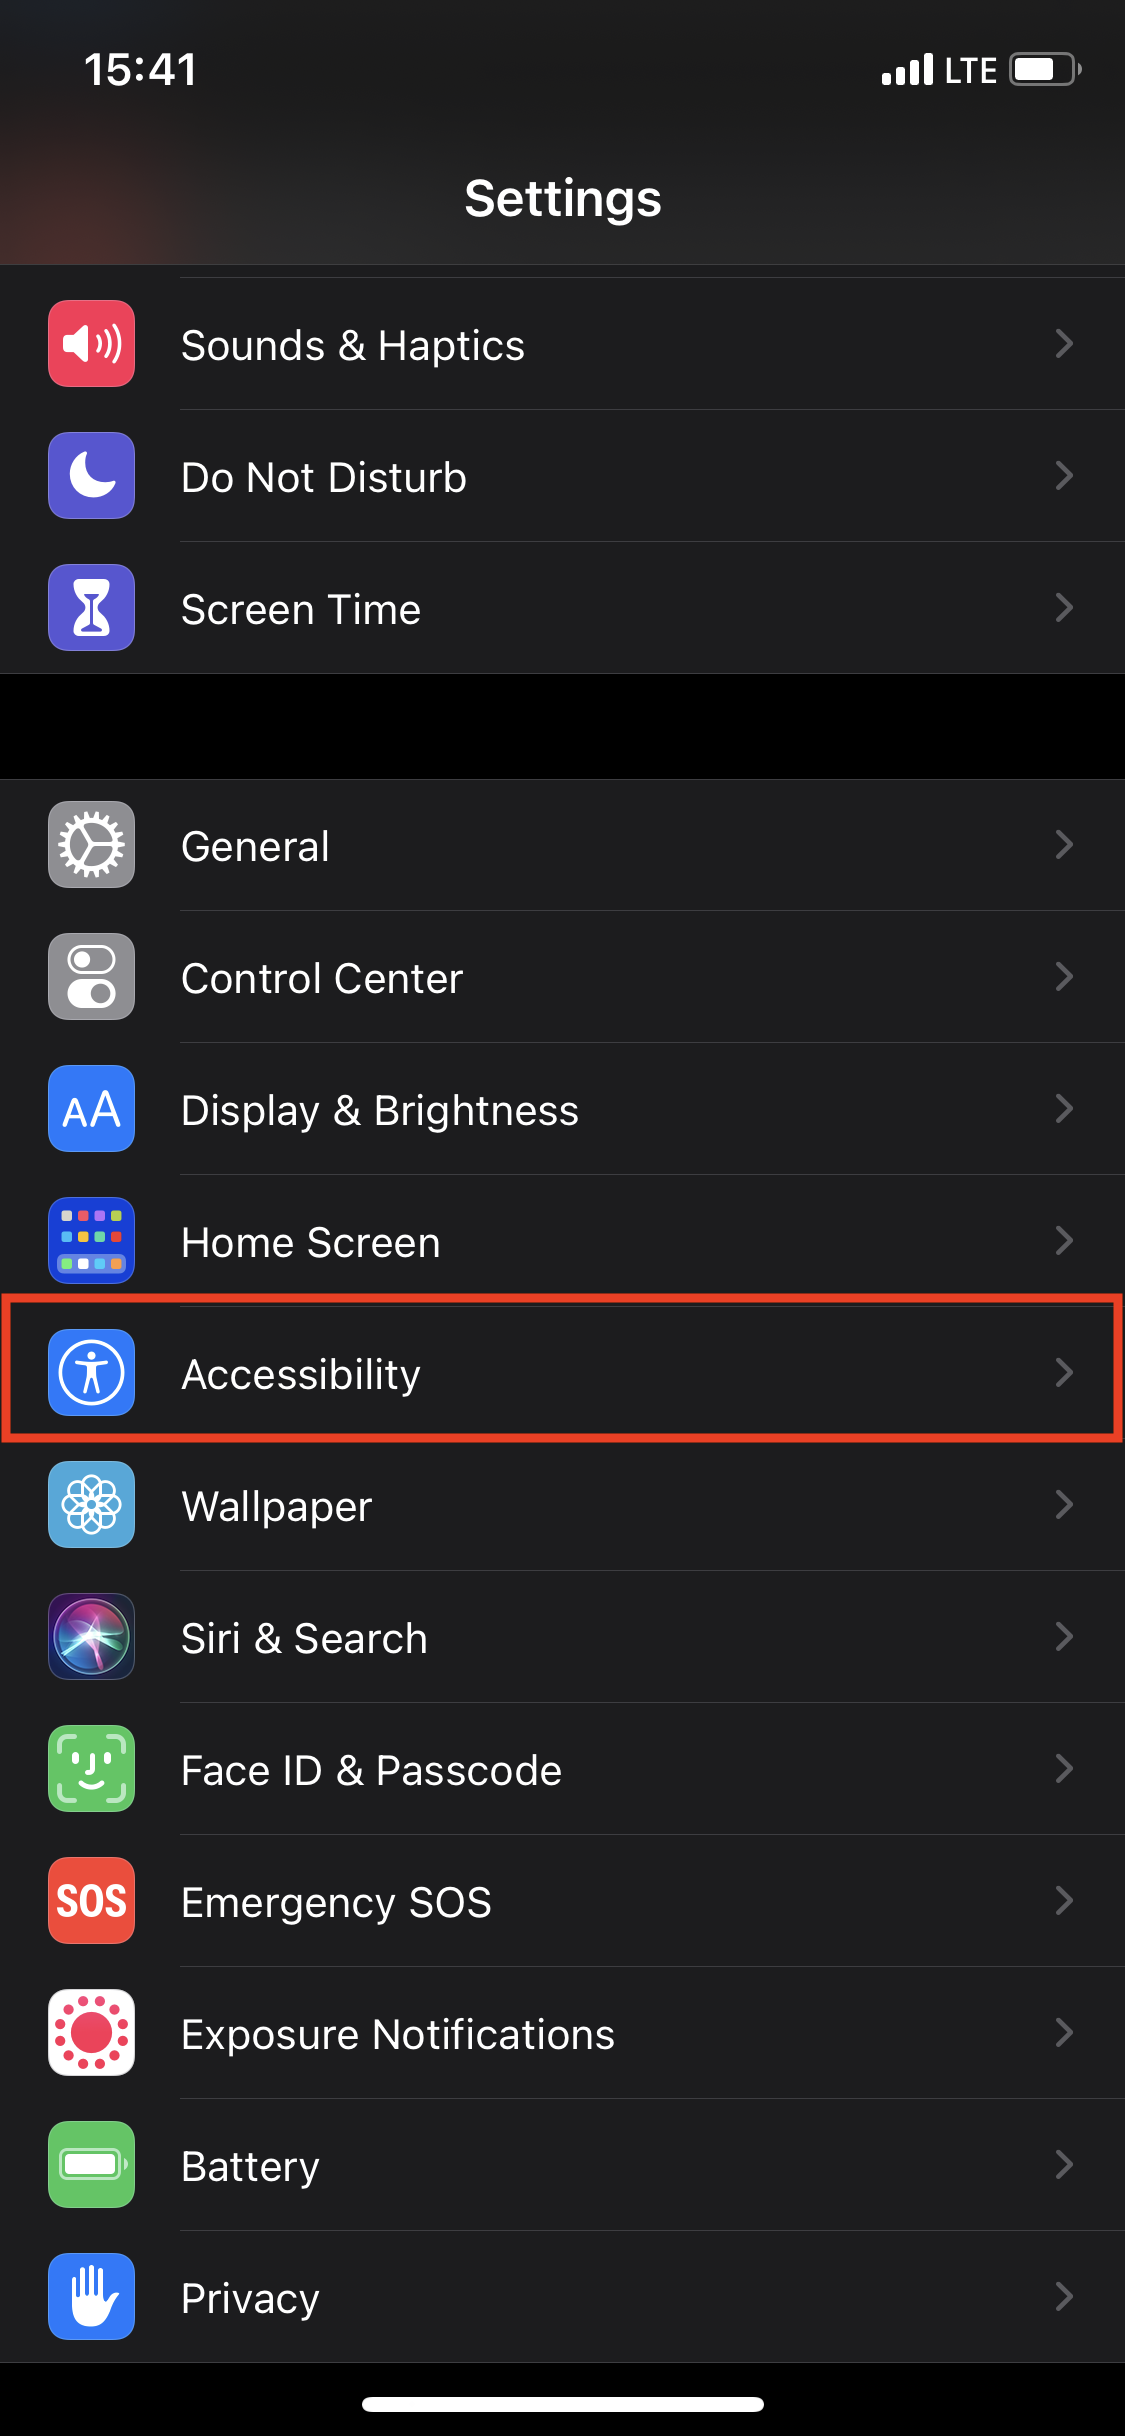 15:41
LTE
Settings
Sounds & Haptics
Do Not Disturb
Screen Time
General
Control Center
AA Display & Brightness
Home Screen
Accessibility
Wallpaper
Siri & Search
Face ID & Passcode
SOS Emergency SOS
Exposure Notifications
Battery
Privacy